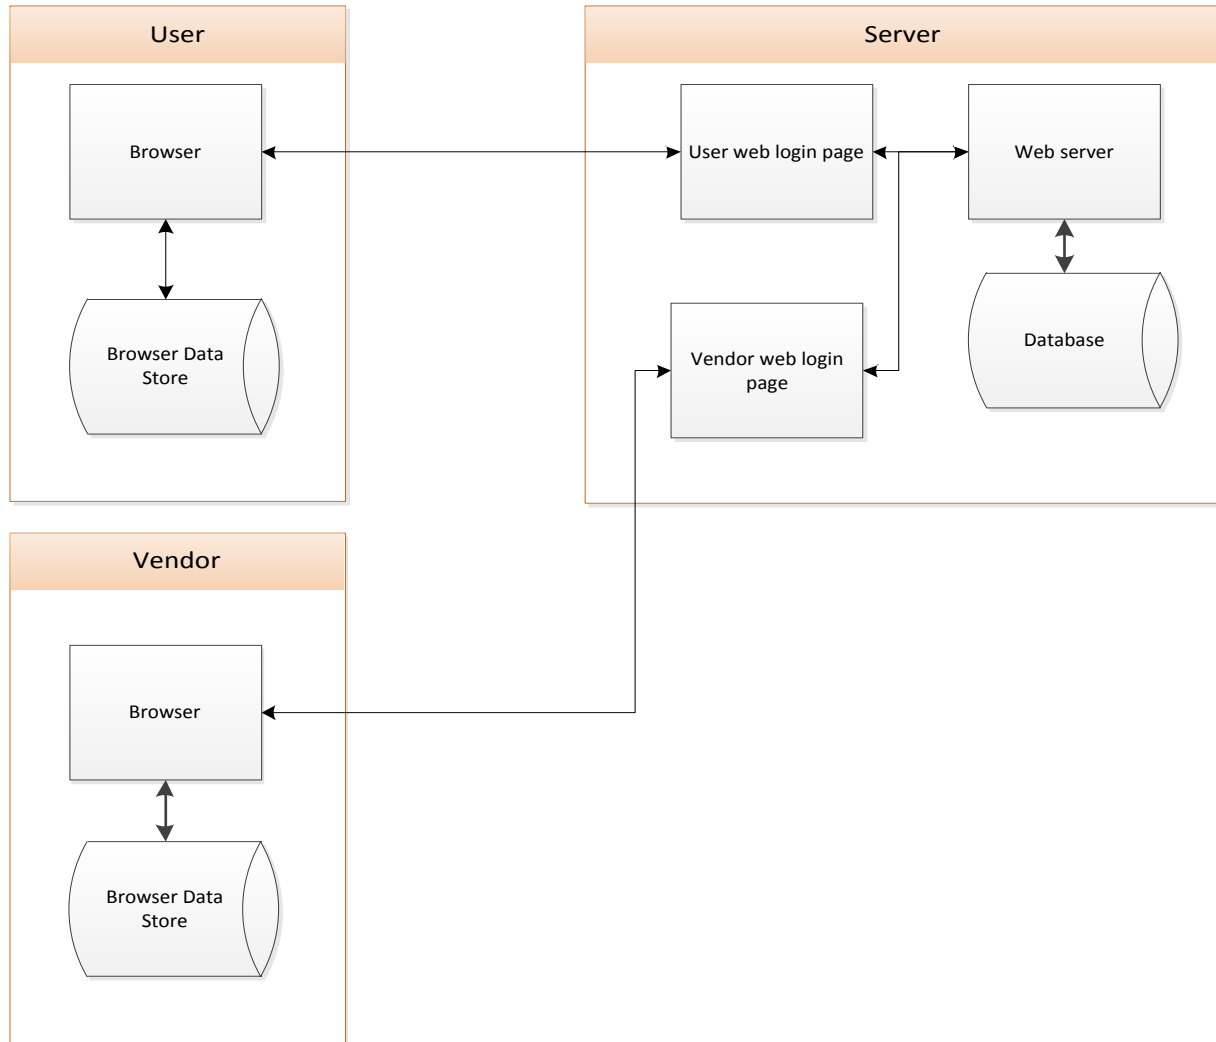 User
Browser
Browser Data
Store
Server
User web login page
Web server
Vendor web login
page
Database
Vendor
Browser
Browser Data
Store